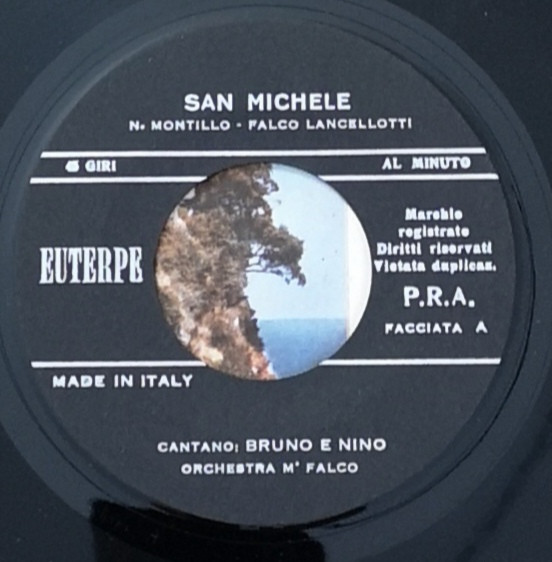 SAN MICHELE
N. MONTILLO - FALCO LANCELLOTTI
45 GIRI
AL MINUTO
EUTERPE
Marchio
registrato
Diritti riservati
Vietata duplicaz.
P.R.A.
FACCIATA A
MADE IN ITALY
CANTANO: BRUNO E NINO
ORCHESTRA M° FALCO